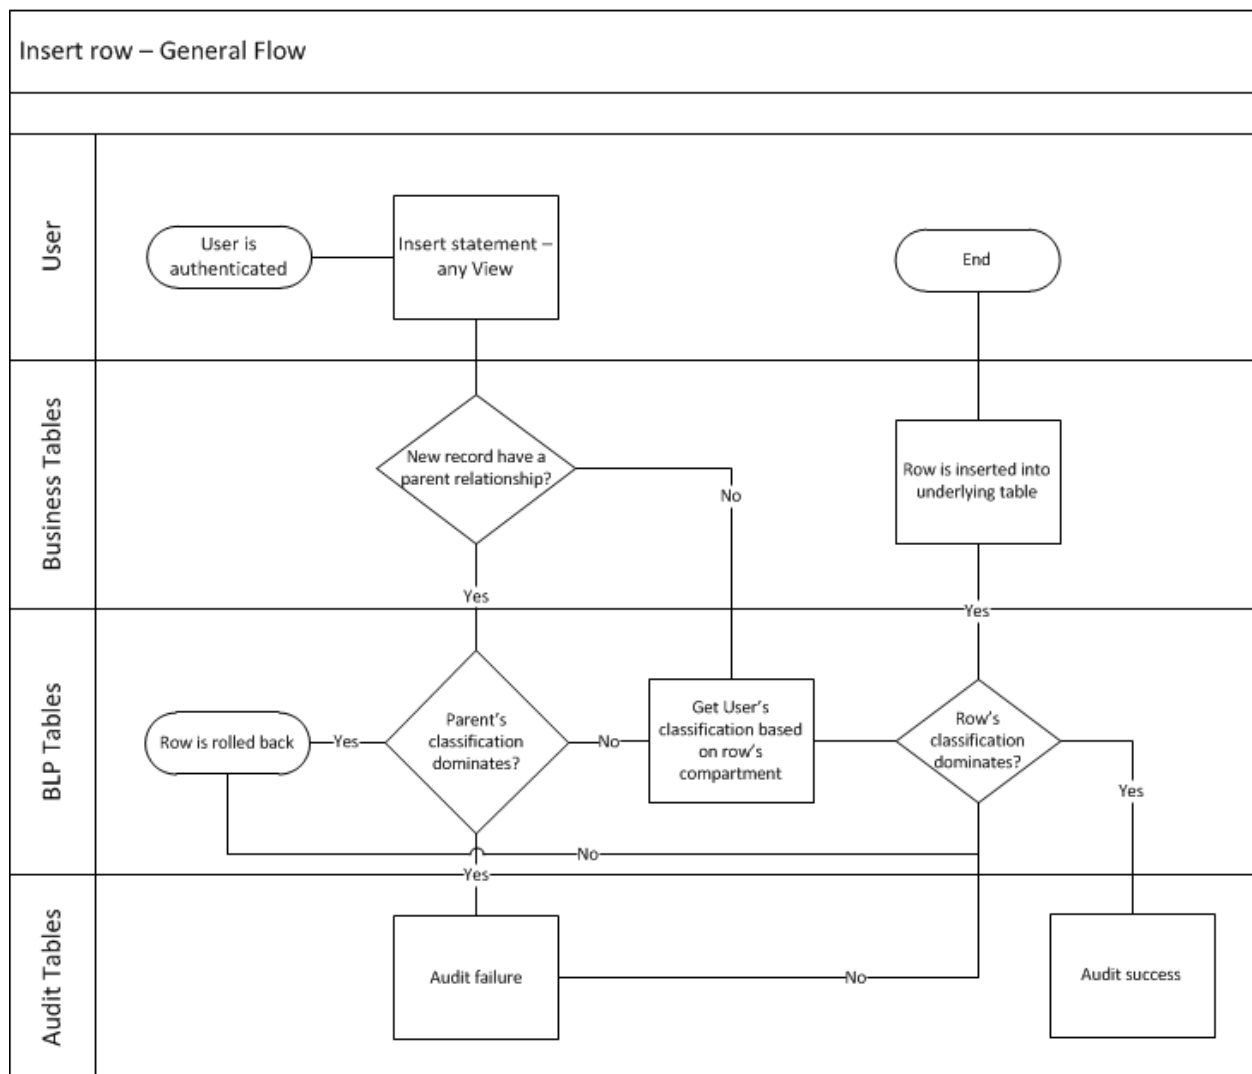 Insert row – General Flow
User
User is
authenticated
Insert statement –
any View
End
Business Tables
New record have a
parent relationship?
No
Row is inserted into
underlying table
Yes
Yes
BLP Tables
Row is rolled back
Yes
Parent's
classification
dominates?
No
Get User's
classification based
on row's
compartment
Row's
classification
dominates?
Yes
No
Yes
Audit Tables
Audit failure
No
Audit success